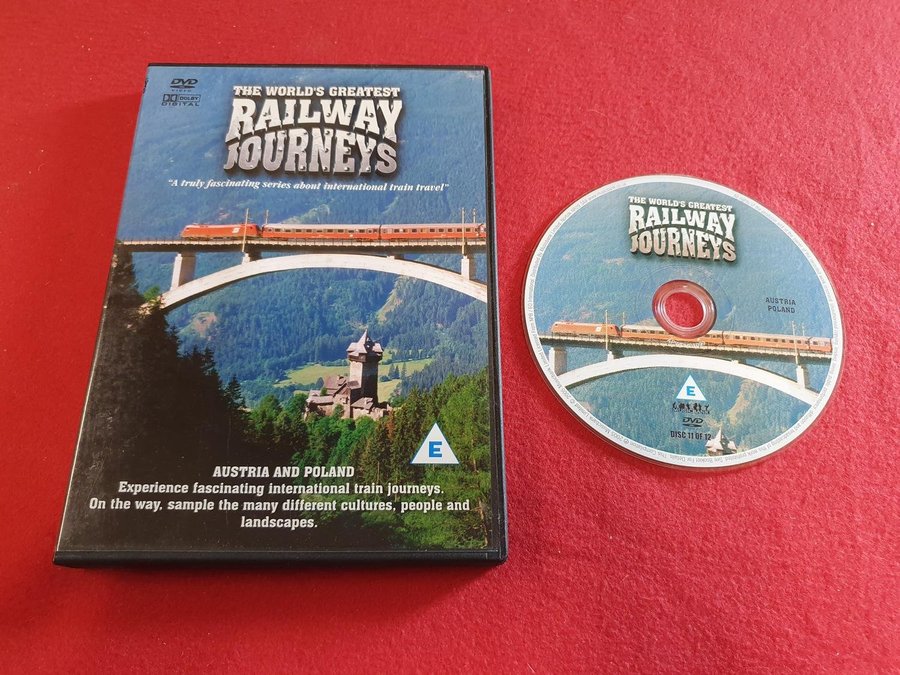 DVD
VIDEO
DOLBY
DIGITAL
THE WORLD'S GREATEST
RAILWAY
JOURNEYS
"A truly fascinating series about international train travel"
E
AUSTRIA AND POLAND
Experience fascinating international train journeys.
On the way, sample the many different cultures, people and
landscapes.
THE WORLD'S GREATEST
RAILWAY
JOURNEYS
AUSTRIA
POLAND
E
DVD
DISC 11 OF 12